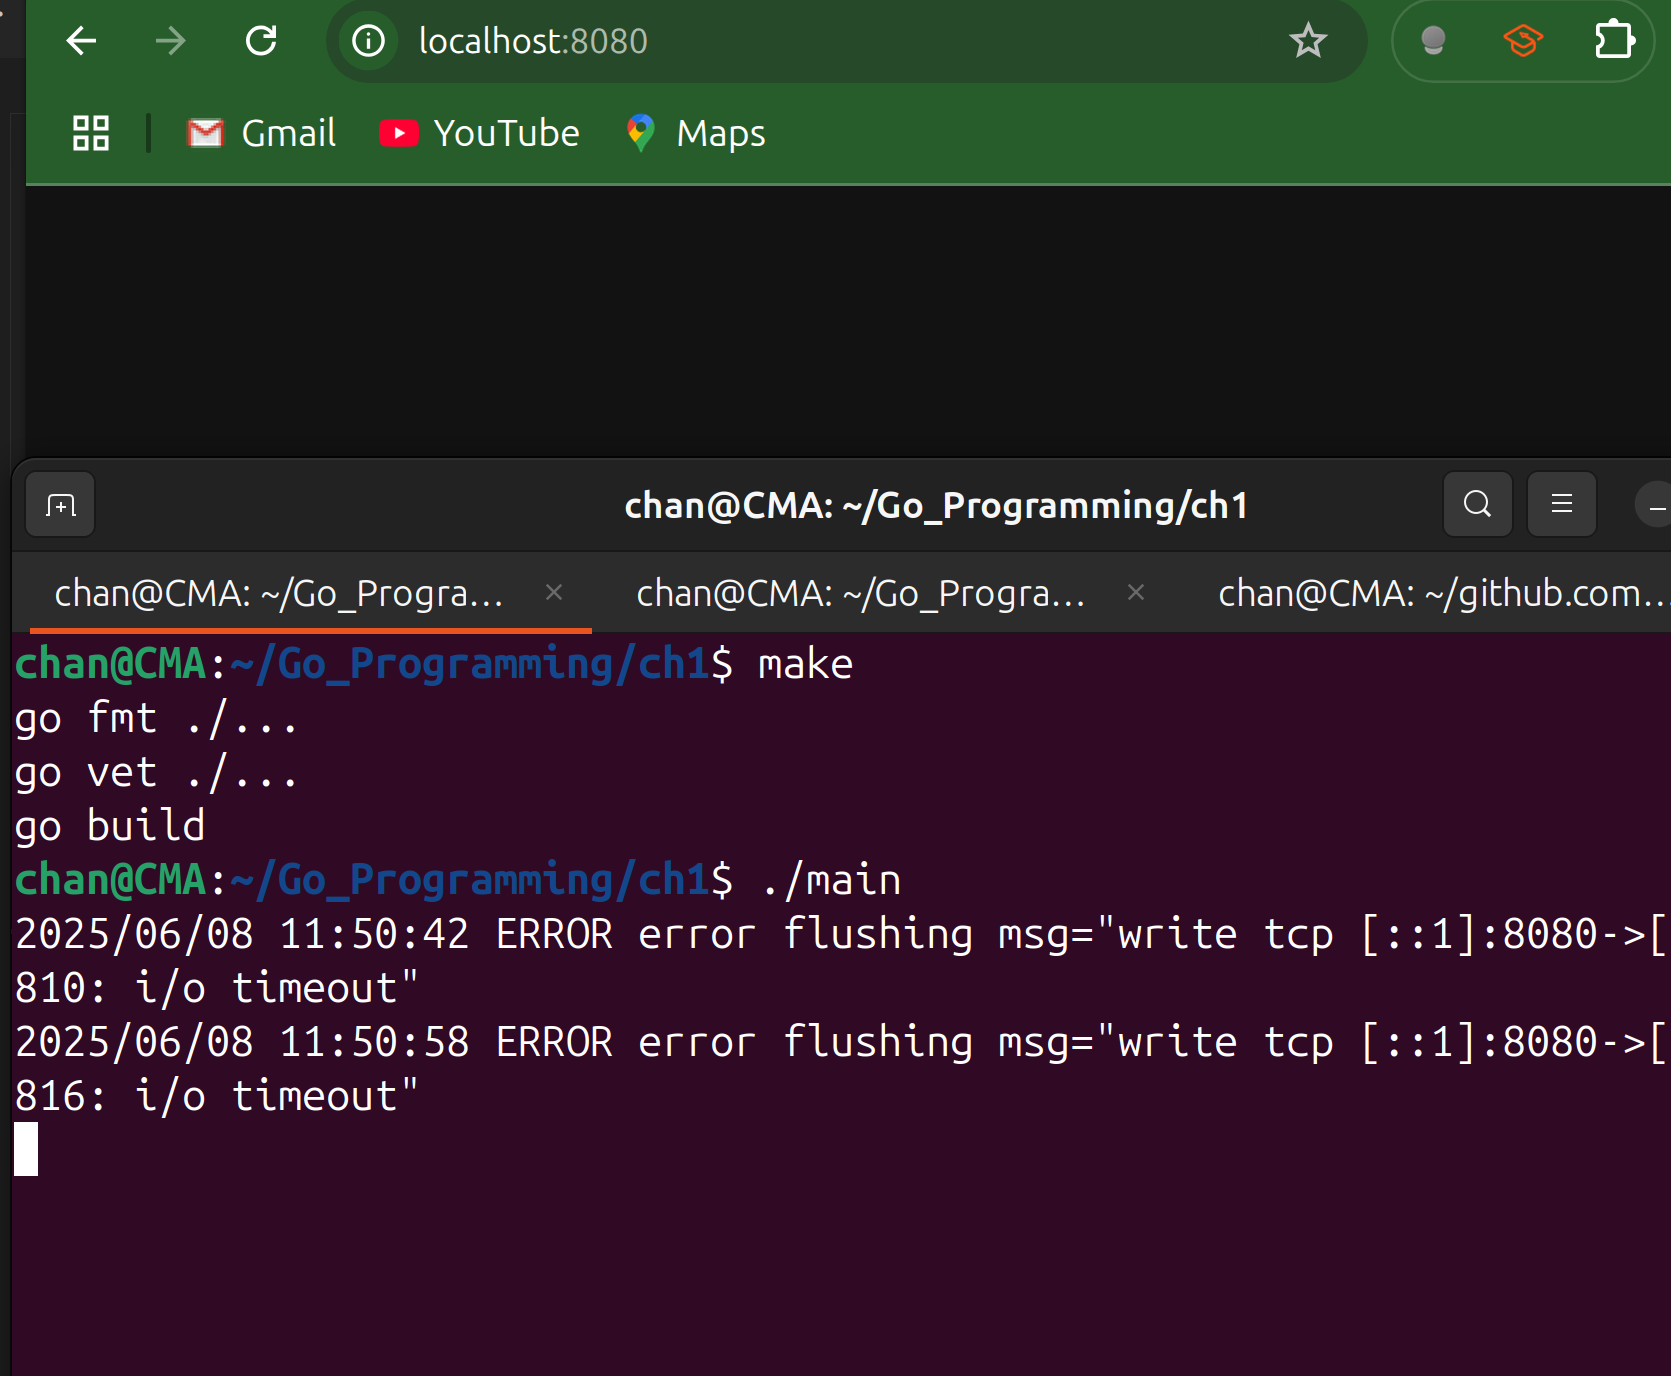 localhost:8080
Gmail YouTube Maps
chan@CMA: ~/Go_Programming/ch1
chan@CMA: ~/Go_Progra... × chan@CMA: ~/Go_Progra... × chan@CMA: ~/github.com...
chan@CMA:~/Go_Programming/ch1$ make
go fmt ./...
go vet ./...
go build
chan@CMA:~/Go_Programming/ch1$ ./main
2025/06/08 11:50:42 ERROR error flushing msg="write tcp [::1]:8080->[
810: i/o timeout"
2025/06/08 11:50:58 ERROR error flushing msg="write tcp [::1]:8080->[
816: i/o timeout"